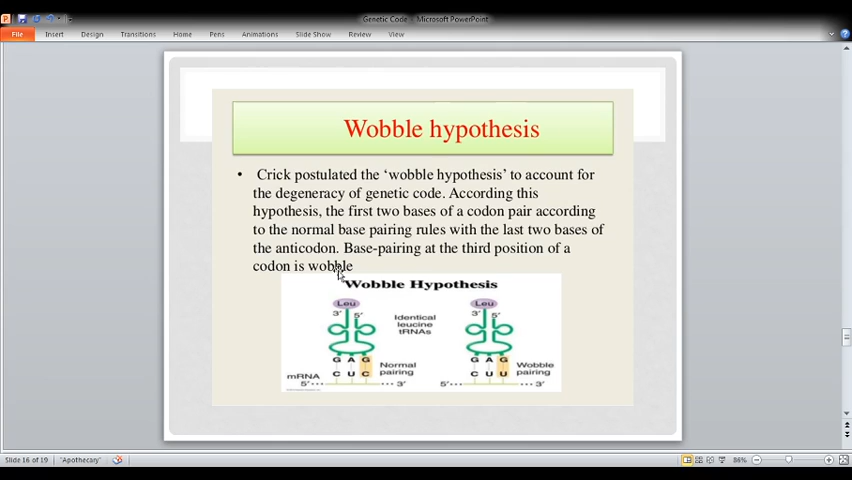 Genetic Code - Microsoft PowerPoint
File Insert Design Transitions Home Pens Animations Slide Show Review View
Wobble hypothesis
• Crick postulated the ‘wobble hypothesis’ to account for
the degeneracy of genetic code. According this
hypothesis, the first two bases of a codon pair according
to the normal base pairing rules with the last two bases of
the anticodon. Base-pairing at the third position of a
codon is wobble
Wobble Hypothesis
Leu Leu
3' 5' 3' 5'
Identical
leucine
tRNAs
G A G G A G
Normal
pairing
Wobble
pairing
C U C C U U
mRNA
5' 3' 5' 3'
Slide 16 of 19 "Apothecary" 86%